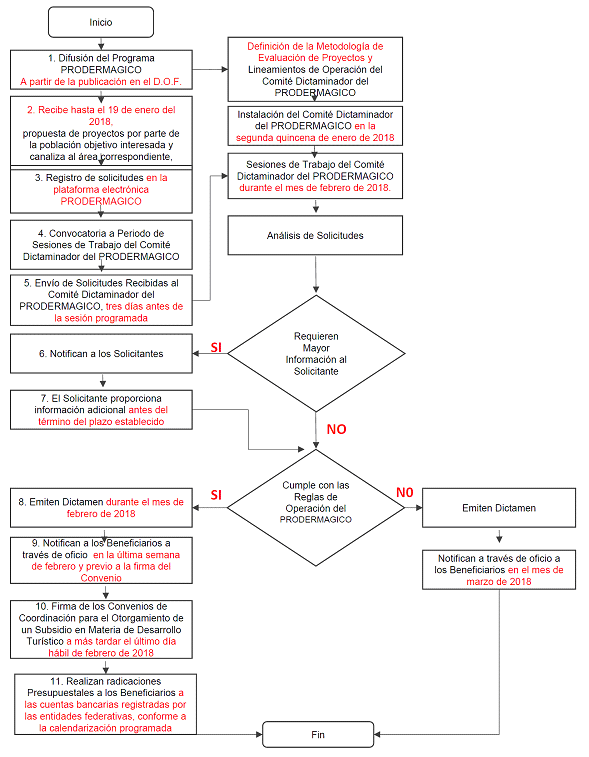 Inicio
1. Difusión del Programa
PRODERMAGICO
A partir de la publicación en el D.O.F.
Definición de la Metodología de
Evaluación de Proyectos y
Lineamientos de Operación del
Comité Dictaminador del
PRODERMAGICO
2. Recibe hasta el 19 de enero del
2018,
propuesta de proyectos por parte de
la población objetivo interesada y
canaliza al área correspondiente,
Instalación del Comité Dictaminador
del PRODERMAGICO en la
segunda quincena de enero de 2018
3. Registro de solicitudes en la
plataforma electrónica
PRODERMAGICO
Sesiones de Trabajo del Comité
Dictaminador del PRODERMAGICO
durante el mes de febrero de 2018.
4. Convocatoria a Periodo de
Sesiones de Trabajo del Comité
Dictaminador del PRODERMAGICO
Análisis de Solicitudes
5. Envío de Solicitudes Recibidas al
Comité Dictaminador del
PRODERMAGICO, tres días antes de
la sesión programada
Requieren
Mayor
Información al
Solicitante
SI
NO
6. Notifican a los Solicitantes
7. El Solicitante proporciona
información adicional antes del
término del plazo establecido
Cumple con las
Reglas de
Operación del
PRODERMAGICO
SI
N0
8. Emiten Dictamen durante el mes de
febrero de 2018
Emiten Dictamen
9. Notifican a los Beneficiarios a
través de oficio en la última semana
de febrero y previo a la firma del
Convenio
Notifican a través de oficio a
los Beneficiarios en el mes de
marzo de 2018
10. Firma de los Convenios de
Coordinación para el Otorgamiento de
un Subsidio en Materia de Desarrollo
Turístico a más tardar el último día
hábil de febrero de 2018
11. Realizan radicaciones
Presupuestales a los Beneficiarios a
las cuentas bancarias registradas por
las entidades federativas, conforme a
la calendarización programada
Fin